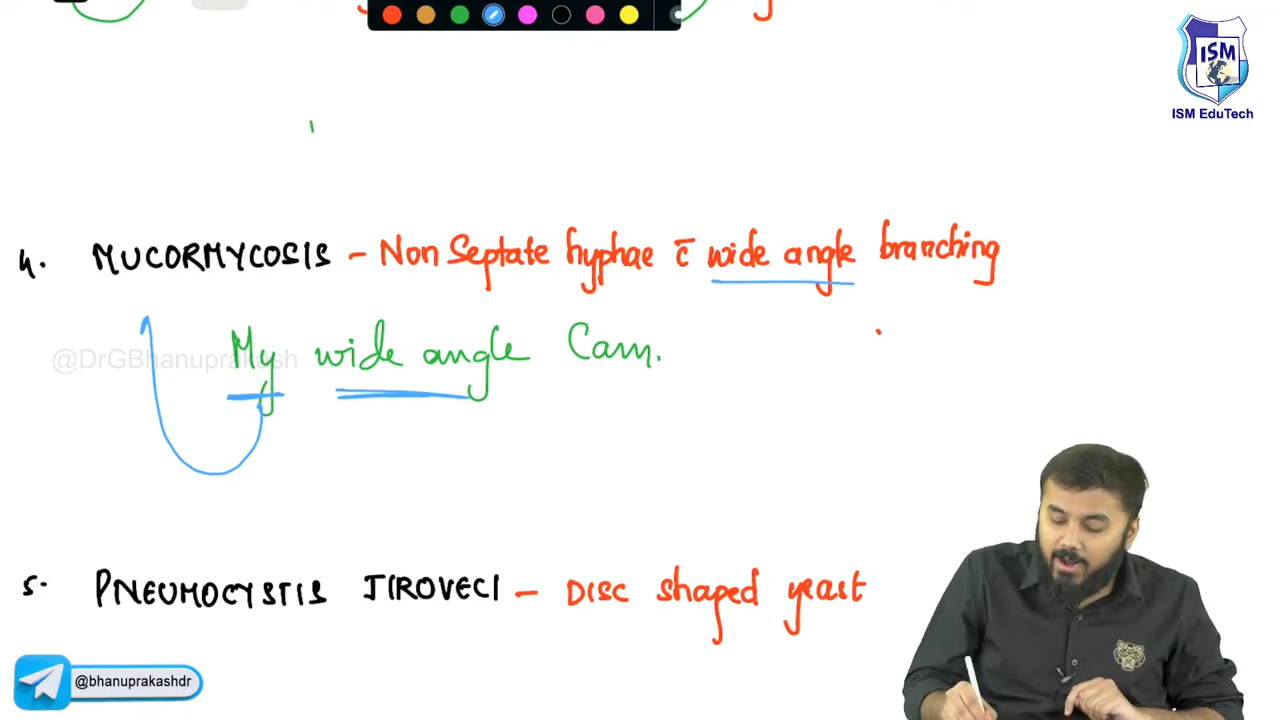 ISM
ISM EduTech
4. MUCORMYCOSIS - Non Septate hyphae c̄ wide angle branching
@DrGBhanuprakash
My wide angle Cam.
5. PNEUMOCYSTIS JIROVECI - DISC shaped yeast
@bhanuprakashdr